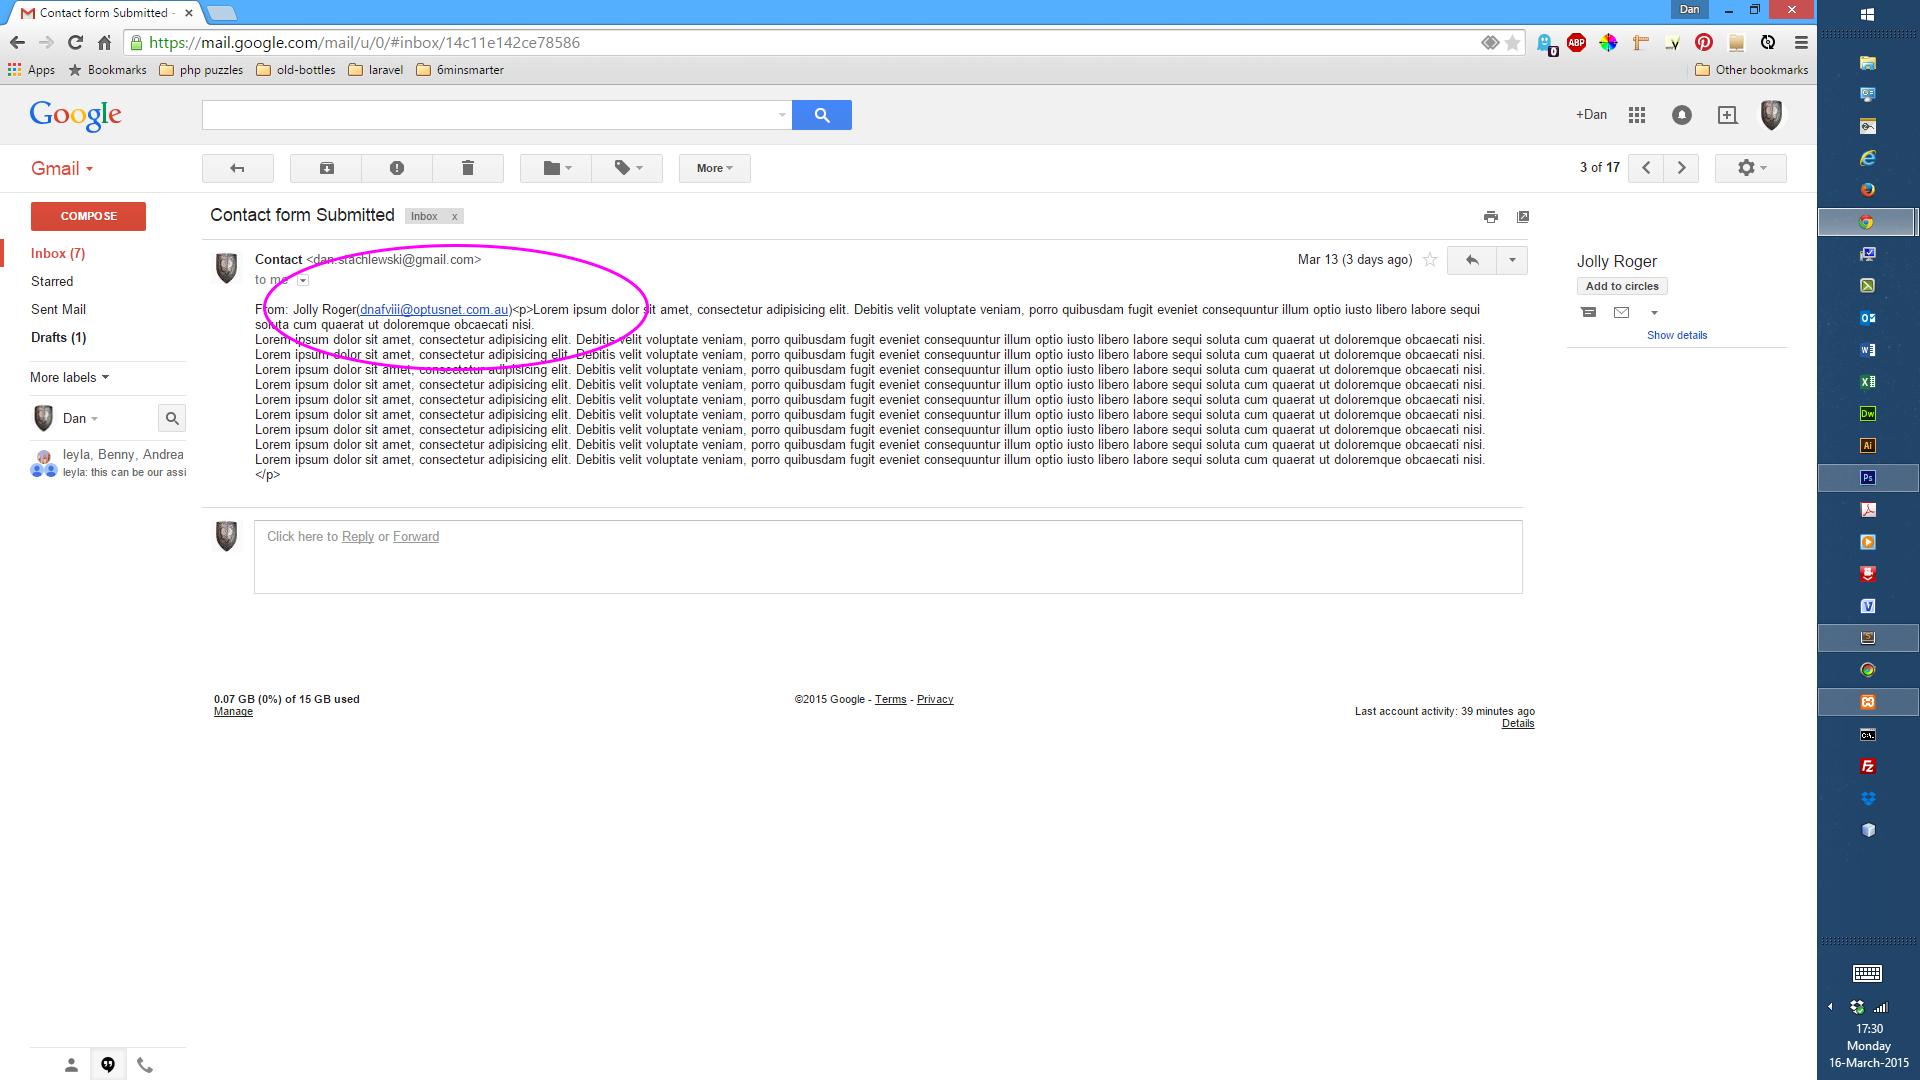 Contact form Submitted -
Dan
https://mail.google.com/mail/u/0/#inbox/14c11e142ce78586
ABP
0
Apps
Bookmarks
php puzzles
old-bottles
laravel
6minsmarter
Other bookmarks
Google
+Dan
Gmail
More
3 of 17
COMPOSE
Contact form Submitted
Inbox x
Inbox (7)
Starred
Sent Mail
Drafts (1)
More labels
Dan
leyla, Benny, Andrea
leyla: this can be our assi
Contact <dan.stachlewski@gmail.com>
Mar 13 (3 days ago)
to me
From: Jolly Roger(dnafviii@optusnet.com.au)<p>Lorem ipsum dolor sit amet, consectetur adipisicing elit. Debitis velit voluptate veniam, porro quibusdam fugit eveniet consequuntur illum optio iusto libero labore sequi
soluta cum quaerat ut doloremque obcaecati nisi.
Lorem ipsum dolor sit amet, consectetur adipisicing elit. Debitis velit voluptate veniam, porro quibusdam fugit eveniet consequuntur illum optio iusto libero labore sequi soluta cum quaerat ut doloremque obcaecati nisi.
Lorem ipsum dolor sit amet, consectetur adipisicing elit. Debitis velit voluptate veniam, porro quibusdam fugit eveniet consequuntur illum optio iusto libero labore sequi soluta cum quaerat ut doloremque obcaecati nisi.
Lorem ipsum dolor sit amet, consectetur adipisicing elit. Debitis velit voluptate veniam, porro quibusdam fugit eveniet consequuntur illum optio iusto libero labore sequi soluta cum quaerat ut doloremque obcaecati nisi.
Lorem ipsum dolor sit amet, consectetur adipisicing elit. Debitis velit voluptate veniam, porro quibusdam fugit eveniet consequuntur illum optio iusto libero labore sequi soluta cum quaerat ut doloremque obcaecati nisi.
Lorem ipsum dolor sit amet, consectetur adipisicing elit. Debitis velit voluptate veniam, porro quibusdam fugit eveniet consequuntur illum optio iusto libero labore sequi soluta cum quaerat ut doloremque obcaecati nisi.
Lorem ipsum dolor sit amet, consectetur adipisicing elit. Debitis velit voluptate veniam, porro quibusdam fugit eveniet consequuntur illum optio iusto libero labore sequi soluta cum quaerat ut doloremque obcaecati nisi.
Lorem ipsum dolor sit amet, consectetur adipisicing elit. Debitis velit voluptate veniam, porro quibusdam fugit eveniet consequuntur illum optio iusto libero labore sequi soluta cum quaerat ut doloremque obcaecati nisi.
Lorem ipsum dolor sit amet, consectetur adipisicing elit. Debitis velit voluptate veniam, porro quibusdam fugit eveniet consequuntur illum optio iusto libero labore sequi soluta cum quaerat ut doloremque obcaecati nisi.
Lorem ipsum dolor sit amet, consectetur adipisicing elit. Debitis velit voluptate veniam, porro quibusdam fugit eveniet consequuntur illum optio iusto libero labore sequi soluta cum quaerat ut doloremque obcaecati nisi.
</p>
Click here to Reply or Forward
Jolly Roger
Add to circles
Show details
0.07 GB (0%) of 15 GB used
Manage
©2015 Google - Terms - Privacy
Last account activity: 39 minutes ago
Details
Dw
Ai
Ps
Fz
17:30
Monday
16-March-2015